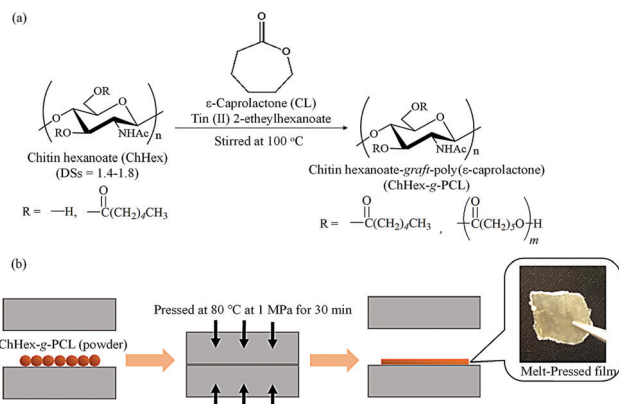 (a)
O
O
ε-Caprolactone (CL)
Tin (II) 2-etheylhexanoate
Stirred at 100 °C
RO
O
O
RO
NHAc
n
Chitin hexanoate (ChHex)
(DSs = 1.4-1.8)
R = —H, O
C(CH2)4CH3
RO
O
O
RO
NHAc
n
Chitin hexanoate-graft-poly(ε-caprolactone)
(ChHex-g-PCL)
R = O
C(CH2)4CH3 , O
C(CH2)5O H
m
(b)
ChHex-g-PCL (powder)
Pressed at 80 °C at 1 MPa for 30 min
Melt-Pressed film